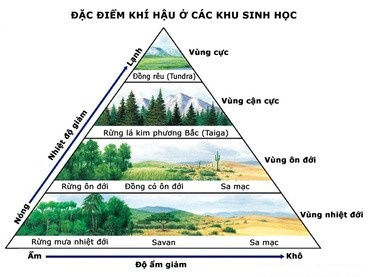 ĐẶC ĐIỂM KHÍ HẬU Ở CÁC KHU SINH HỌC
Lạnh
Vùng cực
Đồng rêu (Tundra)
Nhiệt độ giảm
Vùng cận cực
Rừng lá kim phương Bắc (Taiga)
Vùng ôn đới
Rừng ôn đới Đồng cỏ ôn đới Sa mạc
Nóng
Vùng nhiệt đới
Rừng mưa nhiệt đới Savan Sa mạc
Ẩm Khô
Độ ẩm giảm